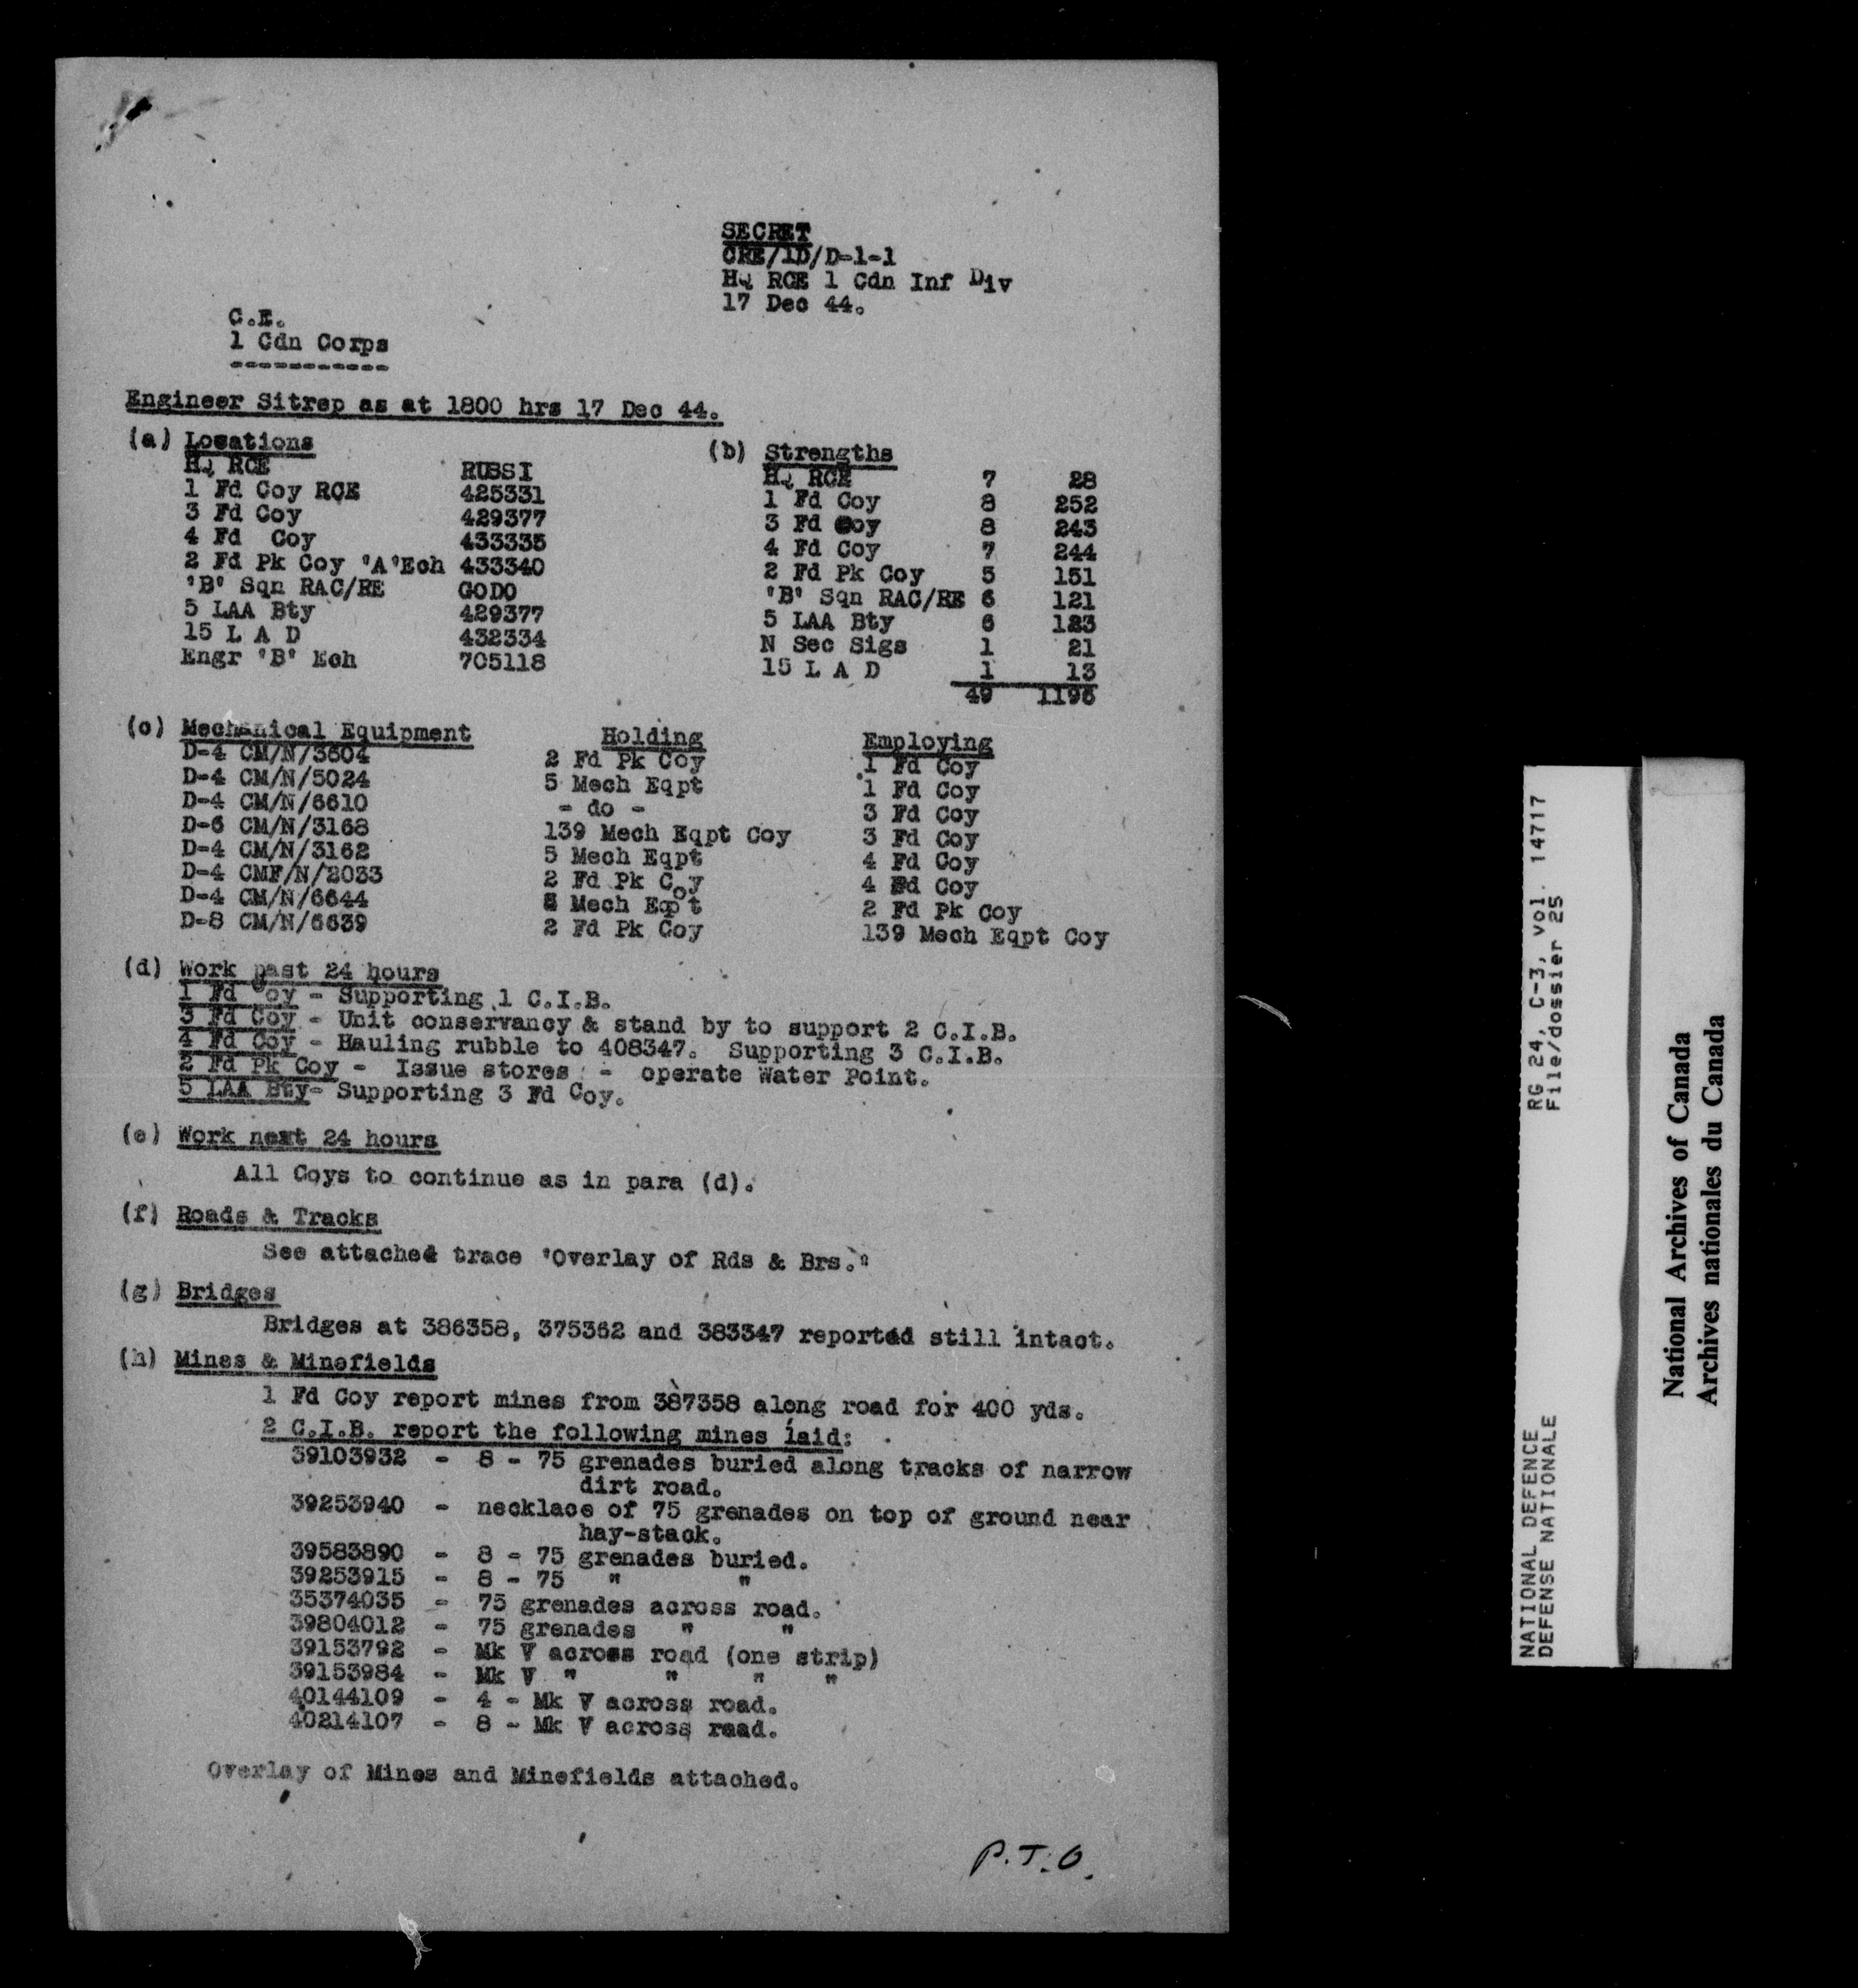 SECRET
CRE/1D/D-1-1
HQ RCE 1 Cdn Inf Div
17 Dec 44.
C.E.
1 Cdn Corps
-----------
Engineer Sitrep as at 1800 hrs 17 Dec 44.
(a) Locations
HQ RCE RUSSI
1 Fd Coy RCE 425331
3 Fd Coy 429377
4 Fd Coy 433335
2 Fd Pk Coy 'A'Ech 433340
'B' Sqn RAC/RE GODO
5 LAA Bty 429377
15 L A D 432334
Engr 'B' Ech 705118
(b) Strengths
HQ RCE 7 28
1 Fd Coy 8 252
3 Fd Coy 8 243
4 Fd Coy 7 244
2 Fd Pk Coy 5 151
'B' Sqn RAC/RE 6 121
5 LAA Bty 6 123
N Sec Sigs 1 21
15 L A D 1 13
49 1196
(c) Mechanical Equipment Holding Employing
D-4 CM/N/3604 2 Fd Pk Coy 1 Fd Coy
D-4 CM/N/5024 5 Mech Eqpt 1 Fd Coy
D-4 CM/N/6610 - do - 3 Fd Coy
D-6 CM/N/3168 139 Mech Eqpt Coy 3 Fd Coy
D-4 CM/N/3162 5 Mech Eqpt 4 Fd Coy
D-4 CMF/N/2033 2 Fd Pk Coy 4 Fd Coy
D-4 CM/N/6644 5 Mech Eqpt 2 Fd Pk Coy
D-8 CM/N/6639 2 Fd Pk Coy 139 Mech Eqpt Coy
(d) Work past 24 hours
1 Fd Coy - Supporting 1 C.I.B.
3 Fd Coy - Unit conservancy & stand by to support 2 C.I.B.
4 Fd Coy - Hauling rubble to 408347. Supporting 3 C.I.B.
2 Fd Pk Coy - Issue stores - operate Water Point.
5 LAA Bty- Supporting 3 Fd Coy.
(e) Work next 24 hours
All Coys to continue as in para (d).
(f) Roads & Tracks
See attached trace 'Overlay of Rds & Brs.'
(g) Bridges
Bridges at 386358, 375362 and 383347 reported still intact.
(h) Mines & Minefields
1 Fd Coy report mines from 387358 along road for 400 yds.
2 C.I.B. report the following mines laid:
39103932 - 8 - 75 grenades buried along tracks of narrow
dirt road.
39253940 - necklace of 75 grenades on top of ground near
hay-stack.
39583890 - 8 - 75 grenades buried.
39253915 - 8 - 75 " "
35374035 - 75 grenades across road.
39804012 - 75 grenades " "
39153792 - Mk V across road (one strip)
39153984 - Mk V " " " "
40144109 - 4 - Mk V across road.
40214107 - 8 - Mk V across raad.
Overlay of Mines and Minefields attached.
P.T.O.
NATIONAL DEFENCE RG 24, C-3, vol. 14717
DEFENSE NATIONALE File/dossier 25
National Archives of Canada
Archives nationales du Canada